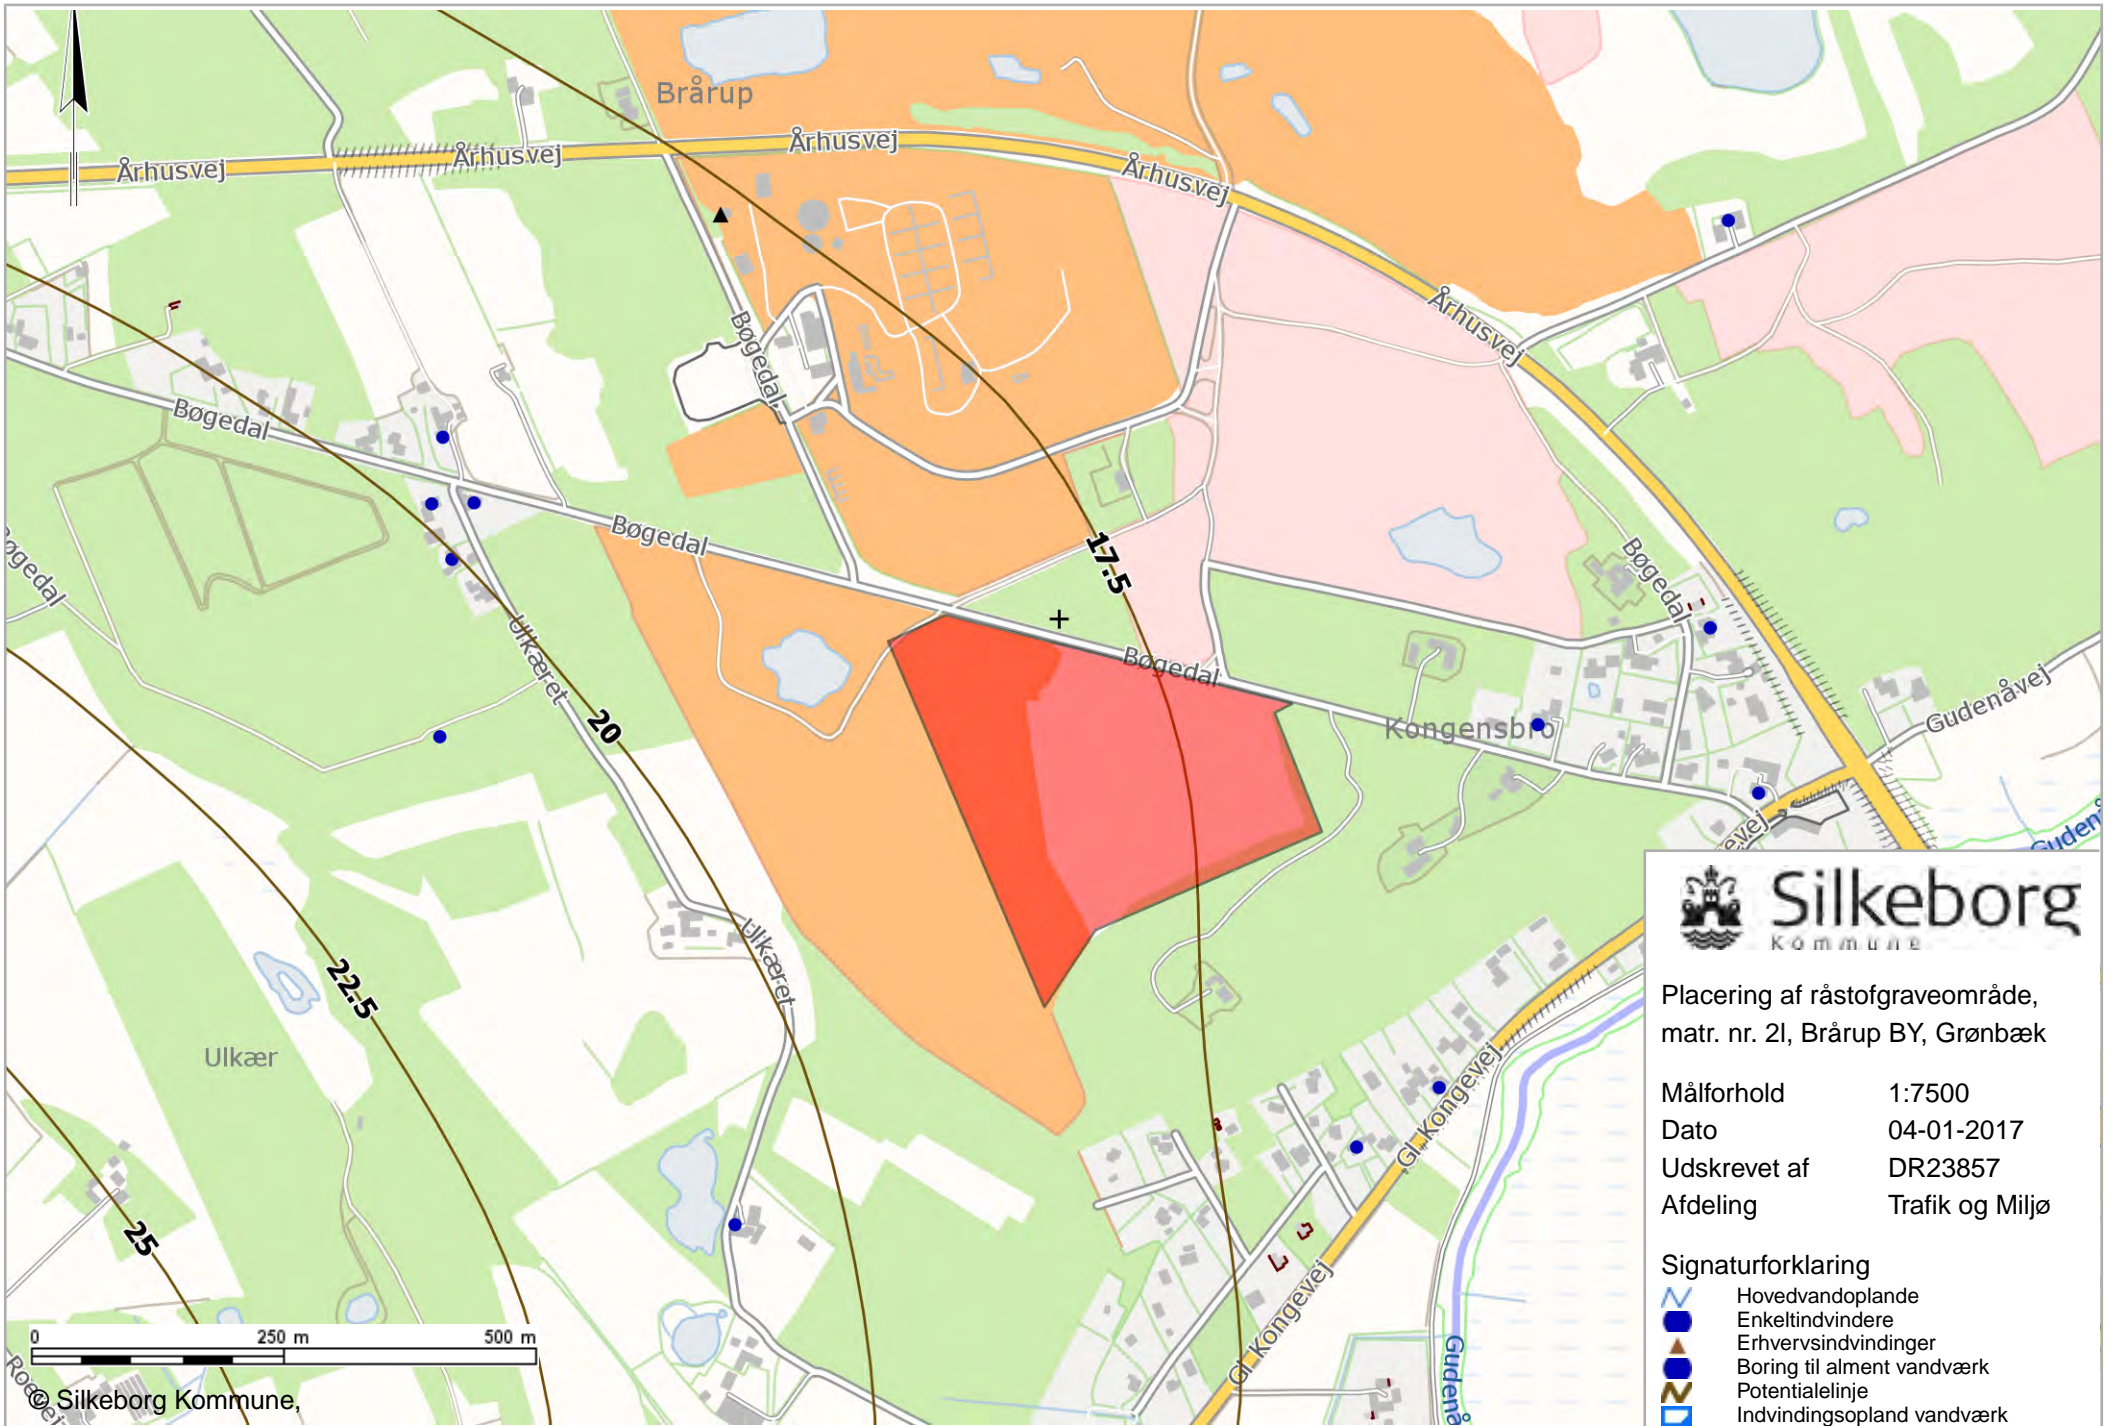 Brårup
Århusvej
Århusvej
Århusvej
Århusvej
Århusvej
Bøgedal
Bøgedal
Bøgedal
Bøgedal
Bøgedal
Bøgedal
17.5
Ulkæret
20
Kongensbro
Gudenåvej
Ulkæret
22.5
Ulkær
25
Gl. Kongevej
Gl. Kongevej
Silkeborg
Kommune
Placering af råstofgraveområde,
matr. nr. 2l, Brårup BY, Grønbæk
Målforhold 1:7500
Dato 04-01-2017
Udskrevet af DR23857
Afdeling Trafik og Miljø
Signaturforklaring
Hovedvandoplande
Enkeltindvindere
Erhvervsindvindinger
Boring til alment vandværk
Potentialelinje
Indvindingsopland vandværk
0 250 m 500 m
© Silkeborg Kommune,